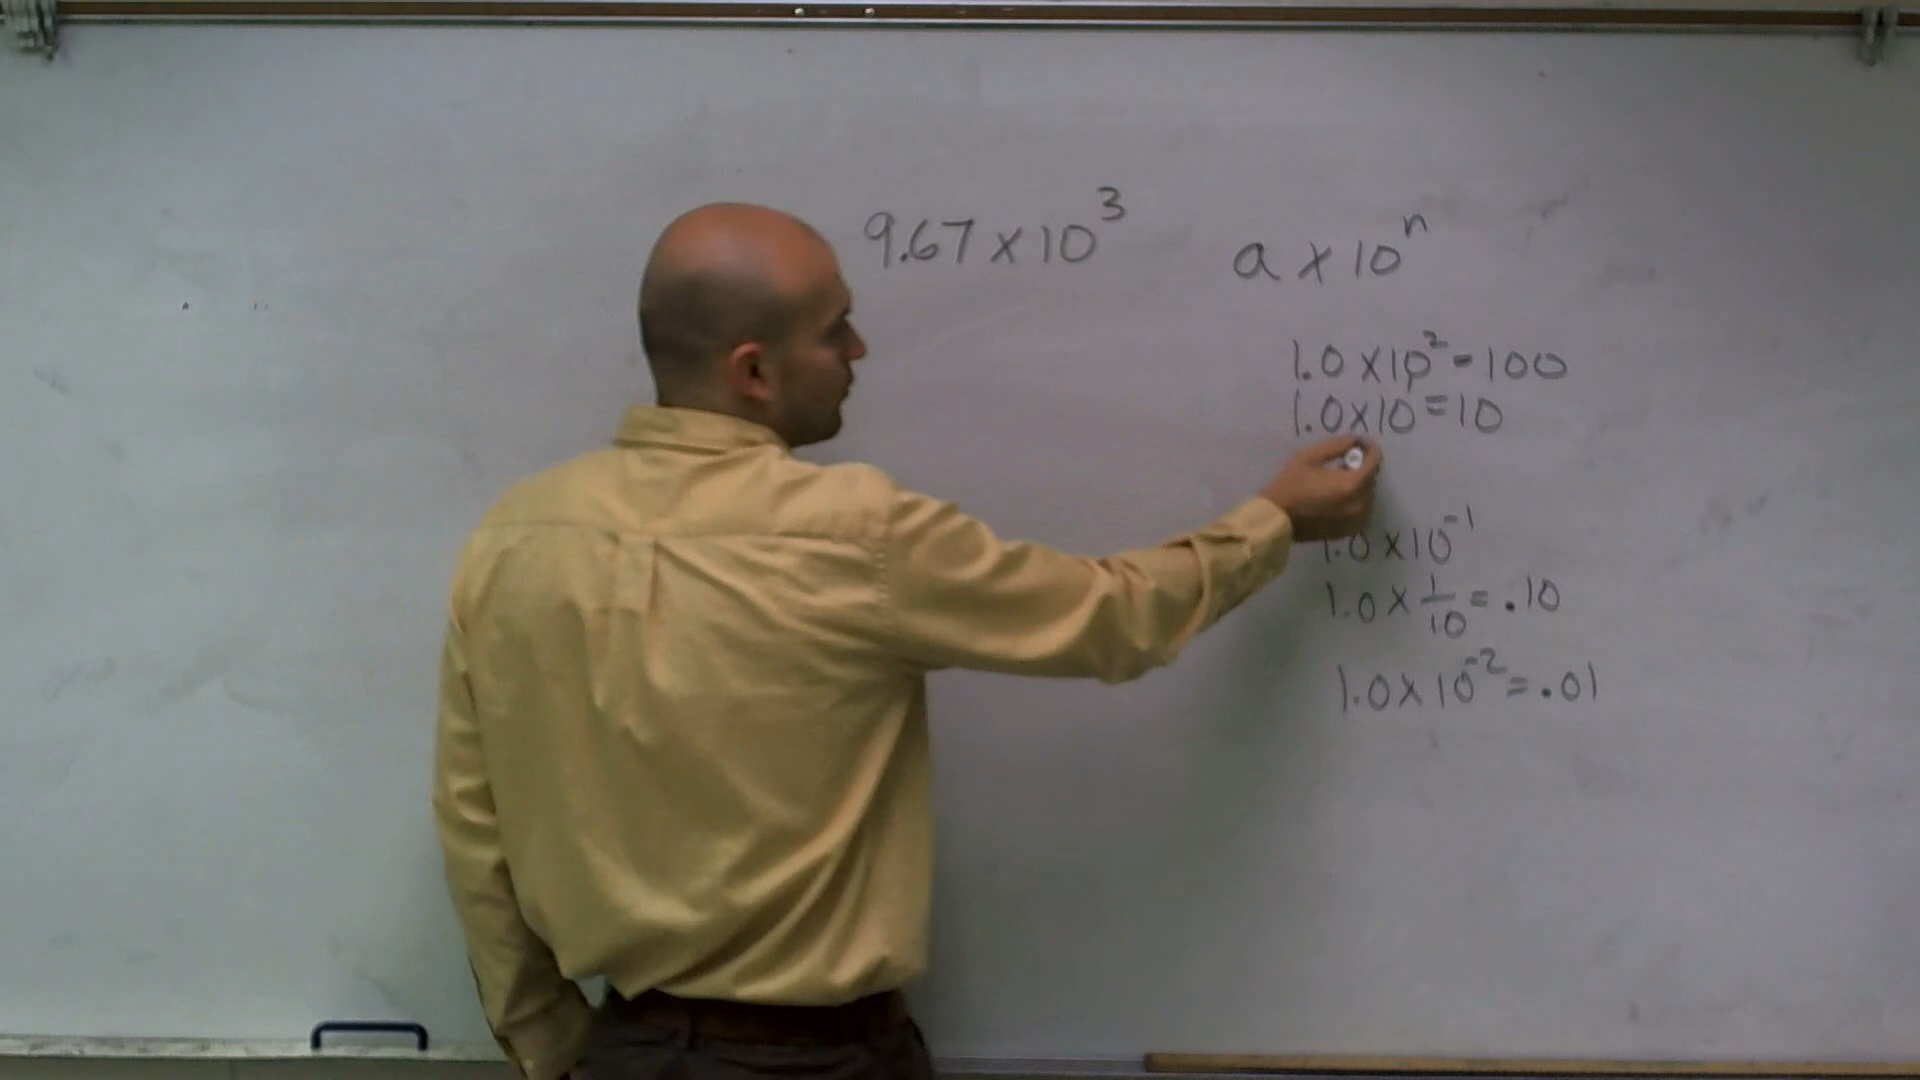 9.67 x 10³
a x 10ⁿ
1.0 x 10² = 100
1.0 x 10 = 10
1.0 x 10⁻¹
1.0 x 1/10 = .10
1.0 x 10⁻² = .01